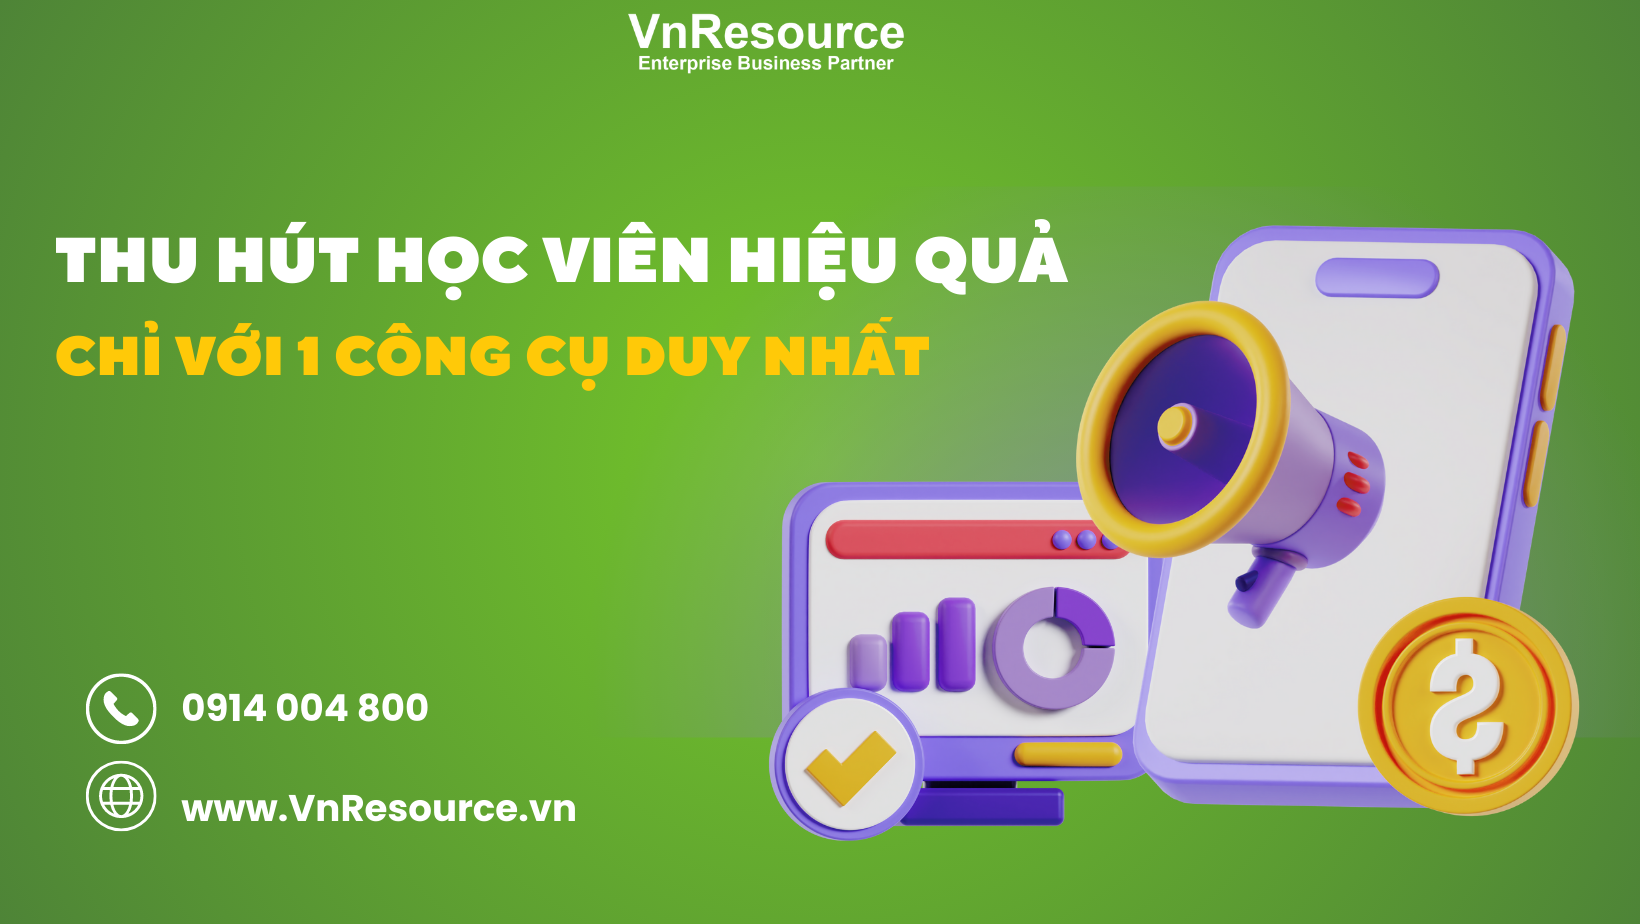 VnResource
Enterprise Business Partner
THU HÚT HỌC VIÊN HIỆU QUẢ
CHỈ VỚI 1 CÔNG CỤ DUY NHẤT
0914 004 800
www.VnResource.vn